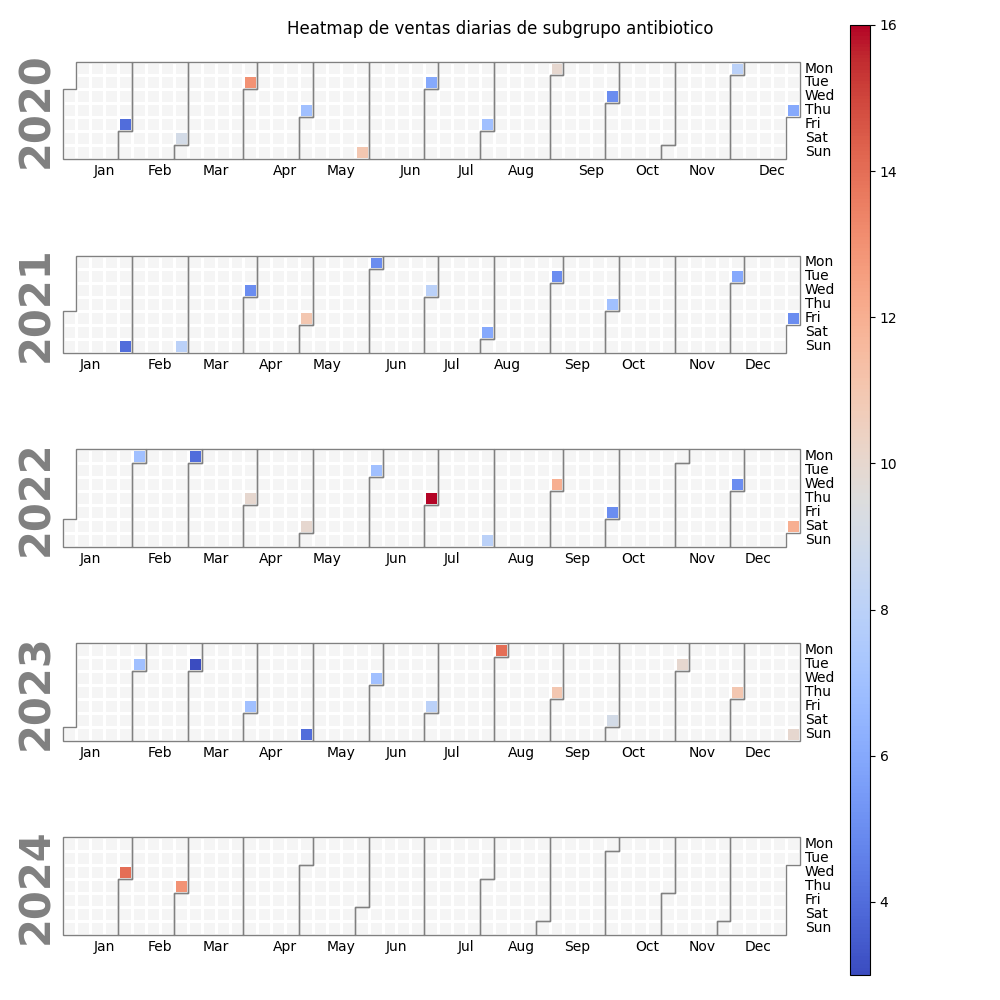 Heatmap de ventas diarias de subgrupo antibiotico
2020
Mon
Tue
Wed
Thu
Fri
Sat
Sun
Jan Feb Mar Apr May Jun Jul Aug Sep Oct Nov Dec
2021
Mon
Tue
Wed
Thu
Fri
Sat
Sun
Jan Feb Mar Apr May Jun Jul Aug Sep Oct Nov Dec
2022
Mon
Tue
Wed
Thu
Fri
Sat
Sun
Jan Feb Mar Apr May Jun Jul Aug Sep Oct Nov Dec
2023
Mon
Tue
Wed
Thu
Fri
Sat
Sun
Jan Feb Mar Apr May Jun Jul Aug Sep Oct Nov Dec
2024
Mon
Tue
Wed
Thu
Fri
Sat
Sun
Jan Feb Mar Apr May Jun Jul Aug Sep Oct Nov Dec
16
14
12
10
8
6
4